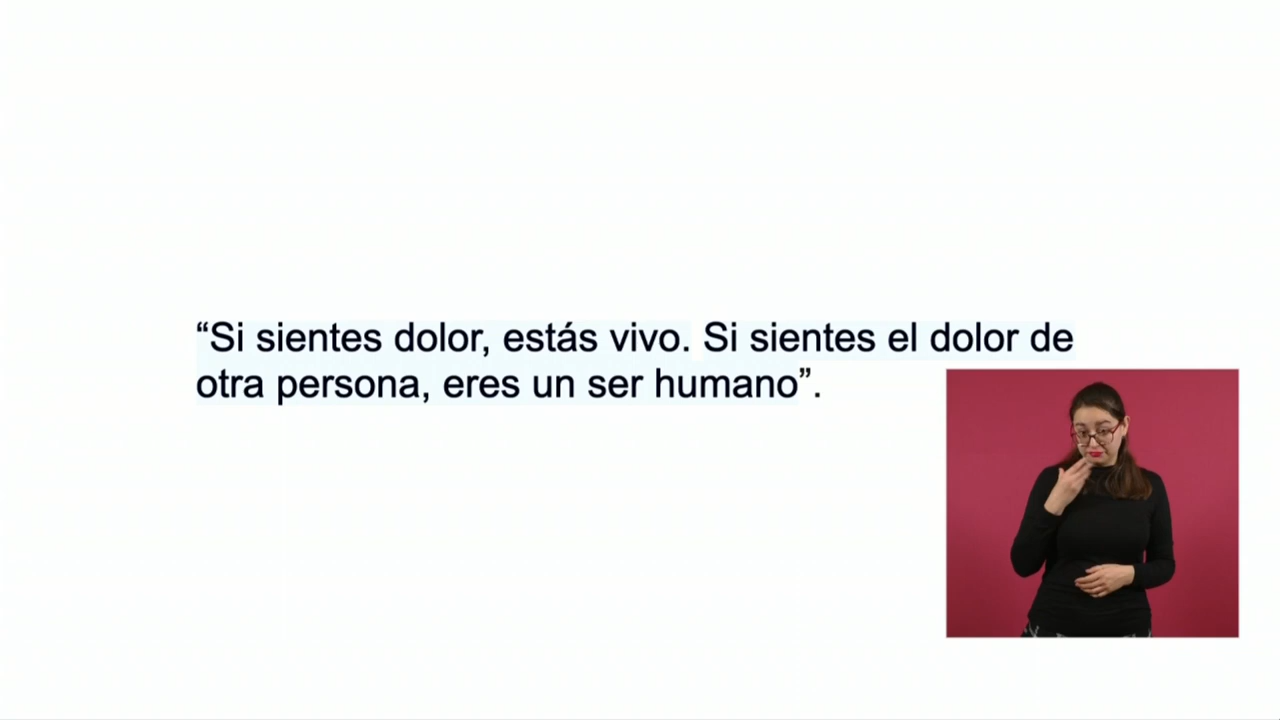 “Si sientes dolor, estás vivo. Si sientes el dolor de
otra persona, eres un ser humano”.